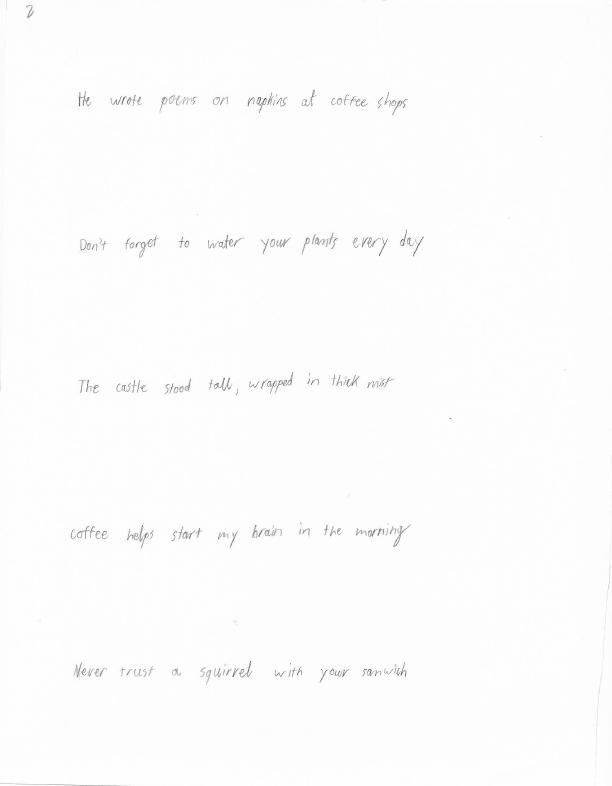 2
He wrote poems on napkins at coffee shops
Don't forget to water your plants every day
The castle stood tall, wrapped in thick mist
Coffee helps start my brain in the morning
Never trust a squirrel with your sanwich